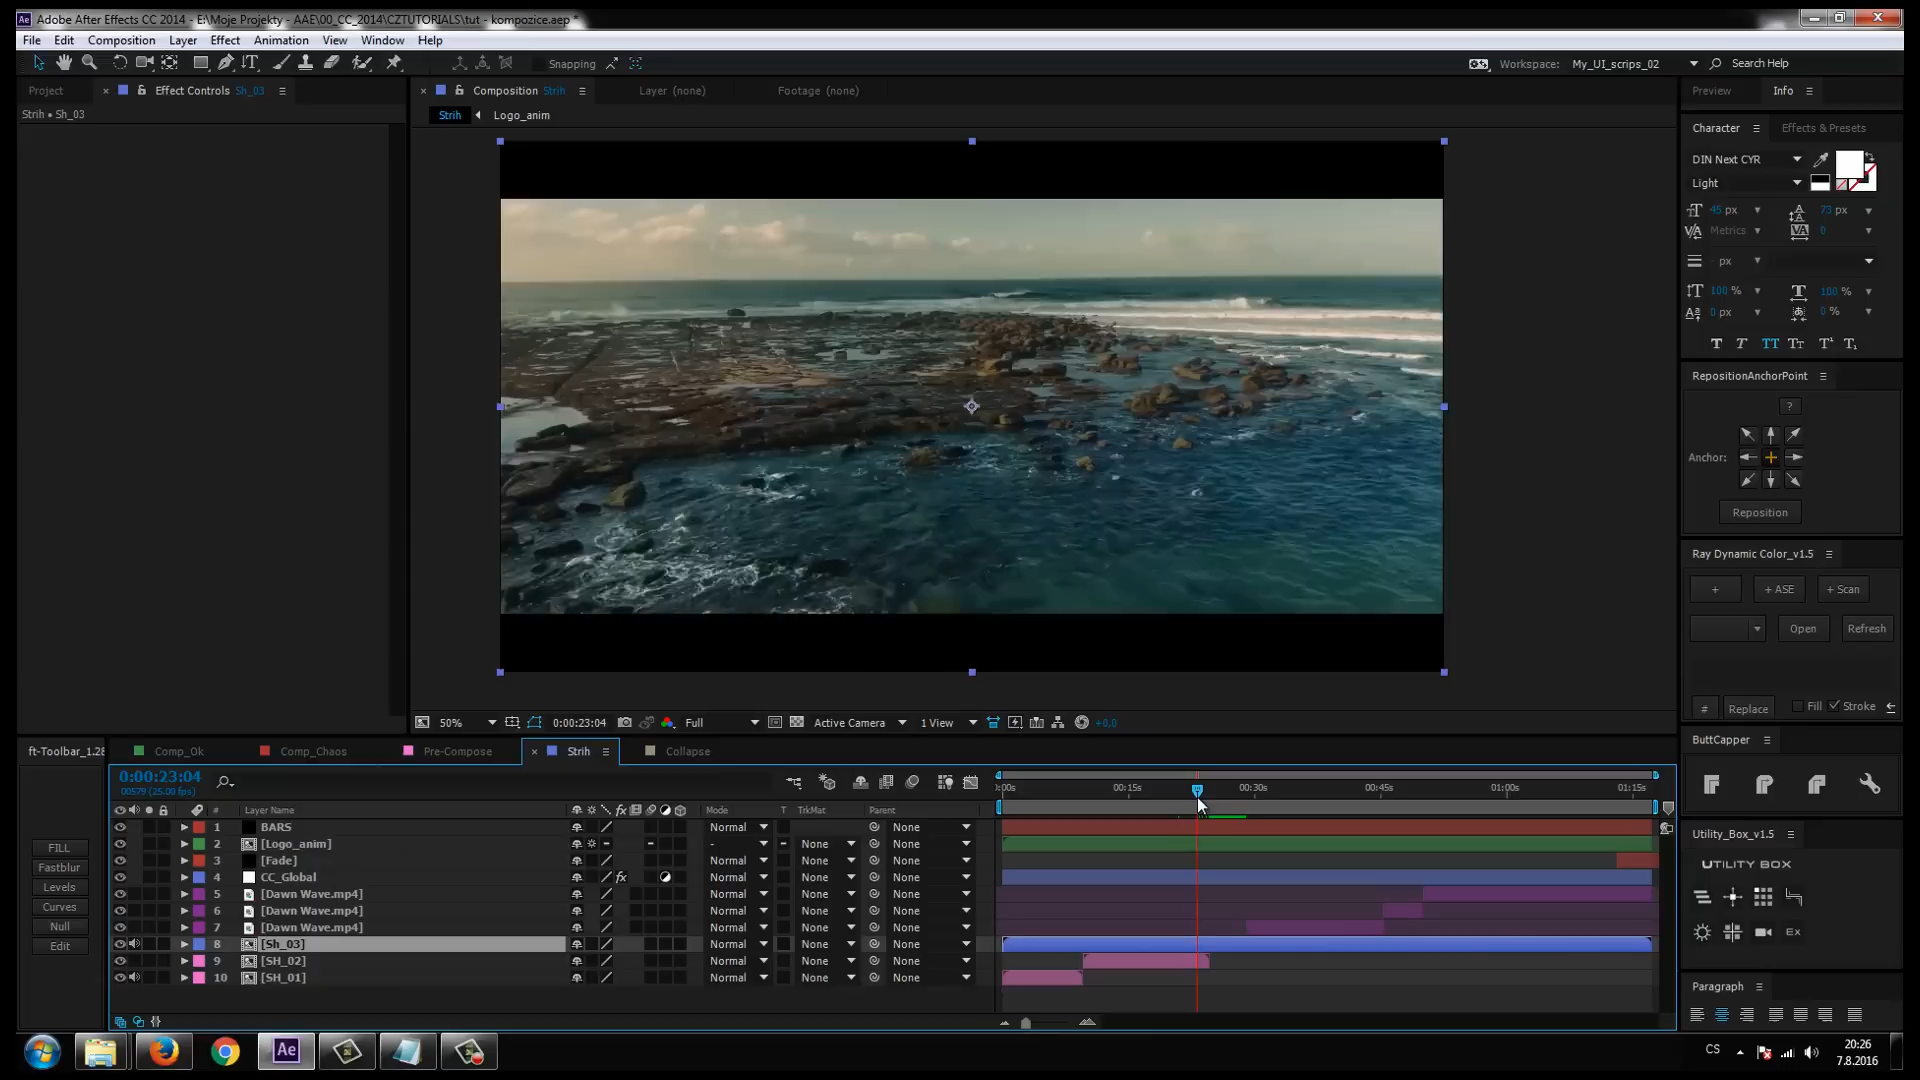 Adobe After Effects CC 2014 - E:\Moje Projekty - AAE\00_CC_2014\CZTUTORIALS\tut - kompozice.aep *
File Edit Composition Layer Effect Animation View Window Help
Snapping
Workspace: My_UI_scrips_02
Search Help
Project
Effect Controls Sh_03
Composition Strih
Layer (none)
Footage (none)
Preview
Info
Strih • Sh_03
Strih
Logo_anim
Character
Effects & Presets
DIN Next CYR
Light
45 px
73 px
Metrics
0
- px
100 %
100 %
0 px
0 %
RepositionAnchorPoint
?
Anchor:
Reposition
Ray Dynamic Color_v1.5
+
+ ASE
+ Scan
Open
Refresh
#
Replace
Fill
Stroke
50%
0:00:23:04
Full
Active Camera
1 View
+0.0
ft-Toolbar_1.28
Comp_Ok
Comp_Chaos
Pre-Compose
Strih
Collapse
ButtCapper
0:00:23:04
00579 (25.00 fps)
:00s 00:15s 00:30s 00:45s 01:00s 01:15s
# Layer Name Mode T TrkMat Parent
1 BARS Normal None
2 [Logo_anim] - None None
3 [Fade] Normal None None
4 CC_Global Normal None None
5 [Dawn Wave.mp4] Normal None None
6 [Dawn Wave.mp4] Normal None None
7 [Dawn Wave.mp4] Normal None None
8 [Sh_03] Normal None None
9 [SH_02] Normal None None
10 [SH_01] Normal None None
FILL
Fastblur
Levels
Curves
Null
Edit
Utility_Box_v1.5
UTILITY BOX
EX
Paragraph
Ae
CS
20:26
7.8.2016